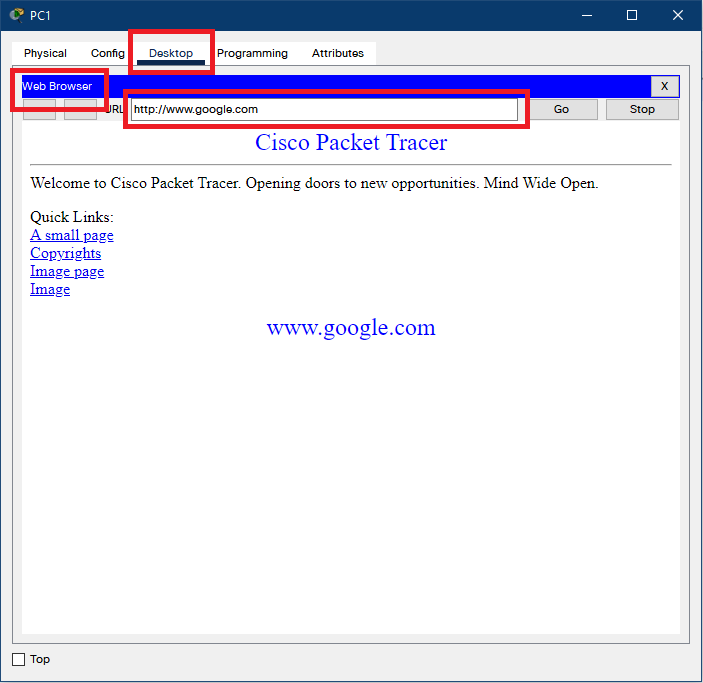 PC1
Physical Config Desktop Programming Attributes
Web Browser X
URL http://www.google.com Go Stop
Cisco Packet Tracer
Welcome to Cisco Packet Tracer. Opening doors to new opportunities. Mind Wide Open.
Quick Links:
A small page
Copyrights
Image page
Image
www.google.com
Top